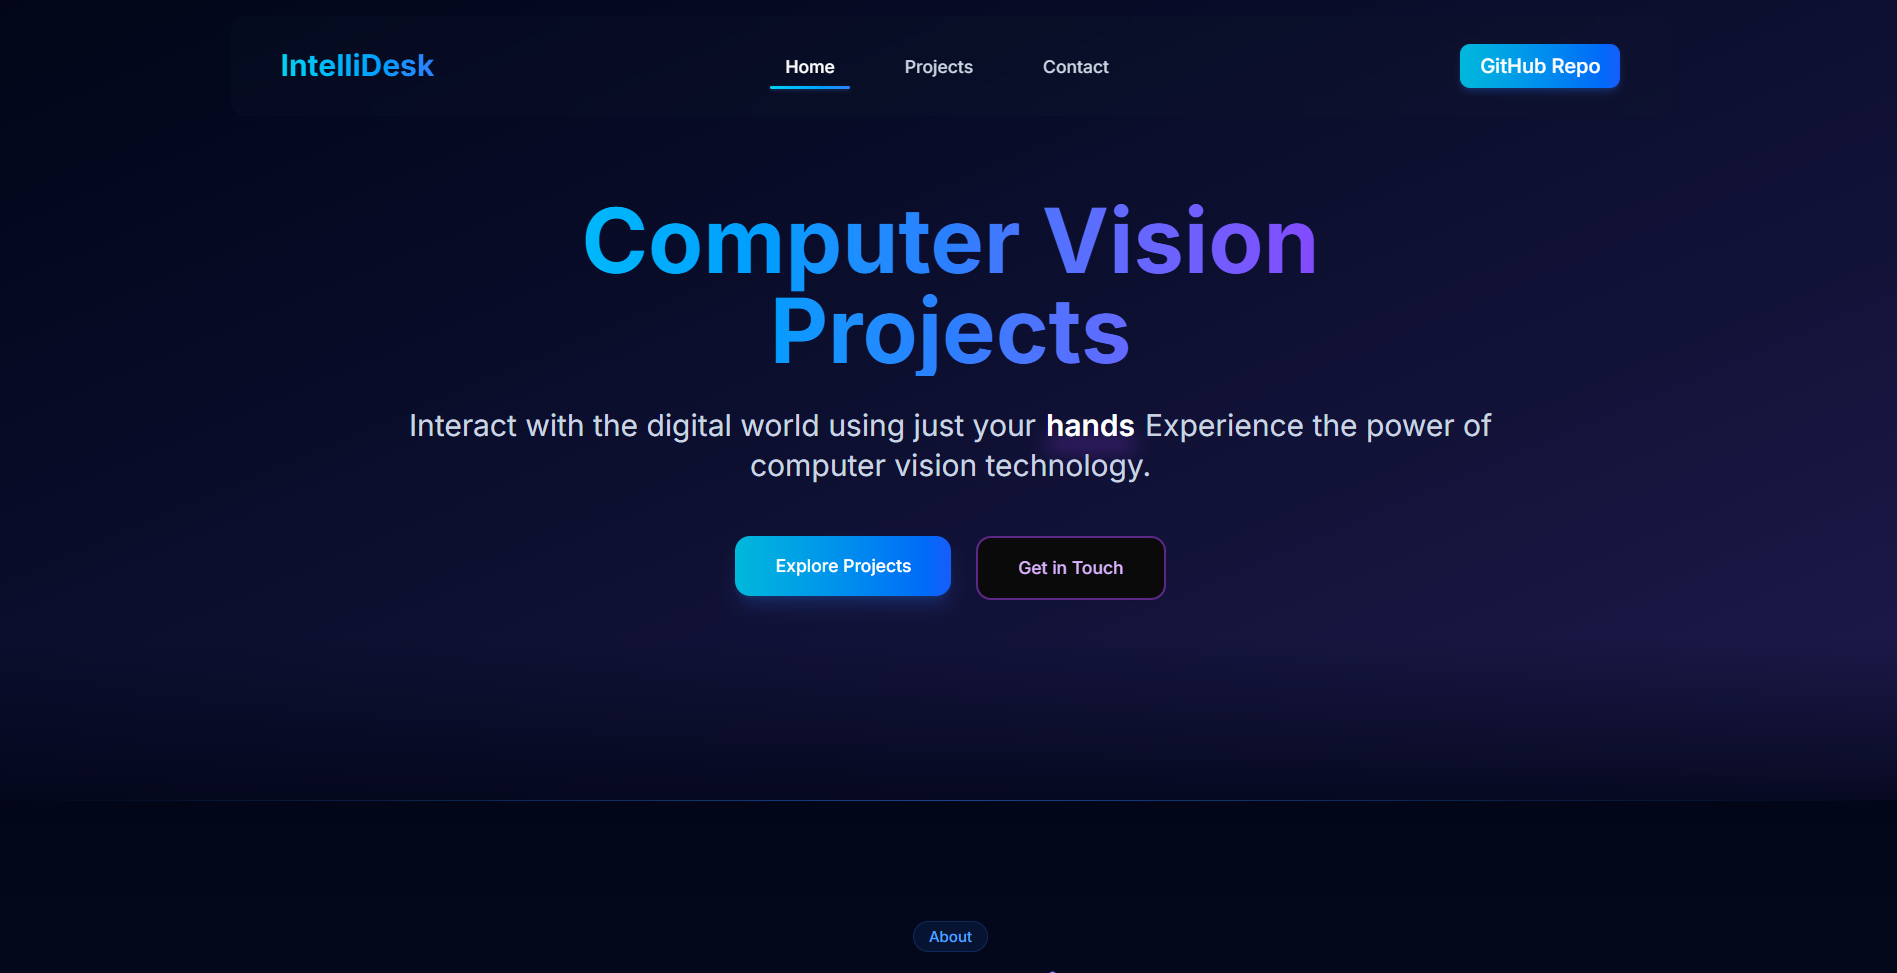 IntelliDesk
Home
Projects
Contact
GitHub Repo
Computer Vision
Projects
Interact with the digital world using just your hands Experience the power of
computer vision technology.
Explore Projects
Get in Touch
About